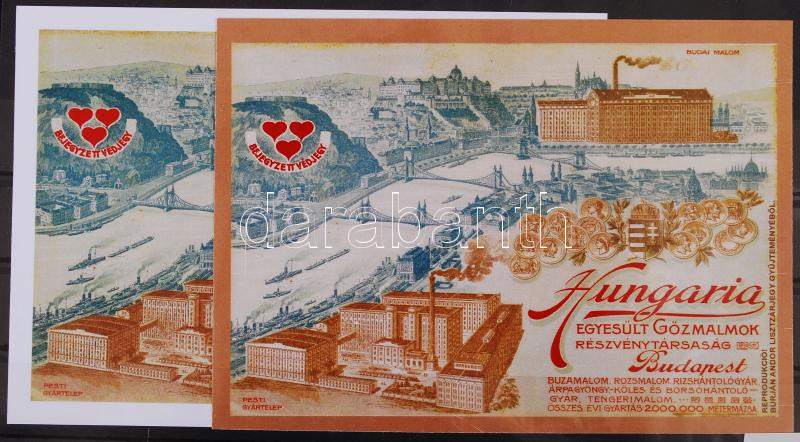 BEJEGYZETT VÉDJEGY
PESTI
GYÁRTELEP
BEJEGYZETT VÉDJEGY
BUDAI MALOM.
darabanth
Hungaria
EGYESÜLT GŐZMALMOK
RÉSZVÉNYTÁRSASÁG
Budapest
BUZAMALOM, ROZSMALOM, RIZSHÁNTOLÓGYÁR,
ÁRPAGYÖNGY-, KÖLES ÉS BORSÓHÁNTOLÓ-
GYÁR, TENGERIMALOM,
ÖSSZES ÉVI GYÁRTÁS 2.000.000 MÉTERMÁZSA
PESTI
GYÁRTELEP
REPRODUKCIÓ!
BURJÁN ANDOR LISZTZÁRJEGY GYŰJTEMÉNYÉBŐL